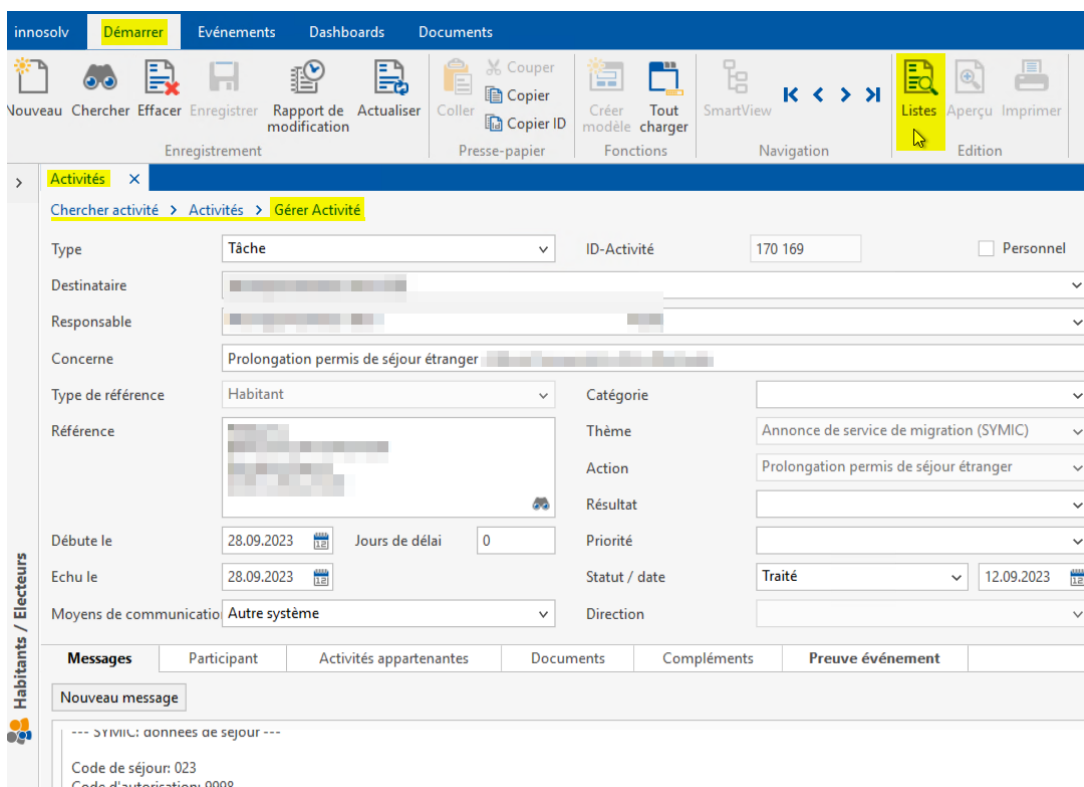 innosolv Démarrer Evénements Dashboards Documents
Nouveau Chercher Effacer Enregistrer Rapport de modification Actualiser
Enregistrement
Coller Couper
Copier
Copier ID
Presse-papier
Créer modèle Tout charger
Fonctions
SmartView
Navigation
Listes Aperçu Imprimer
Edition
Activités
Chercher activité > Activités > Gérer Activité
Type Tâche ID-Activité 170 169 Personnel
Destinataire
Responsable
Concerne Prolongation permis de séjour étranger
Type de référence Habitant Catégorie
Référence Thème Annonce de service de migration (SYMIC)
Action Prolongation permis de séjour étranger
Résultat
Débute le 28.09.2023 Jours de délai 0 Priorité
Echu le 28.09.2023 Statut / date Traité 12.09.2023
Moyens de communicatio Autre système Direction
Habitants / Electeurs
Messages Participant Activités appartenantes Documents Compléments Preuve événement
Nouveau message
--- SYMIC: données de séjour ---
Code de séjour: 023
Code d'autorisation: 9998